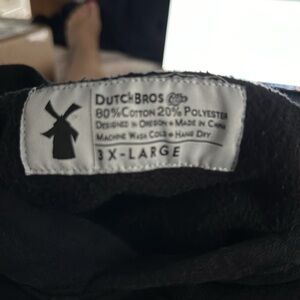 DUTCH BROS Coffee
80% COTTON 20% POLYESTER
DESIGNED IN OREGON • MADE IN CHINA
MACHINE WASH COLD • HANG DRY
3X-LARGE